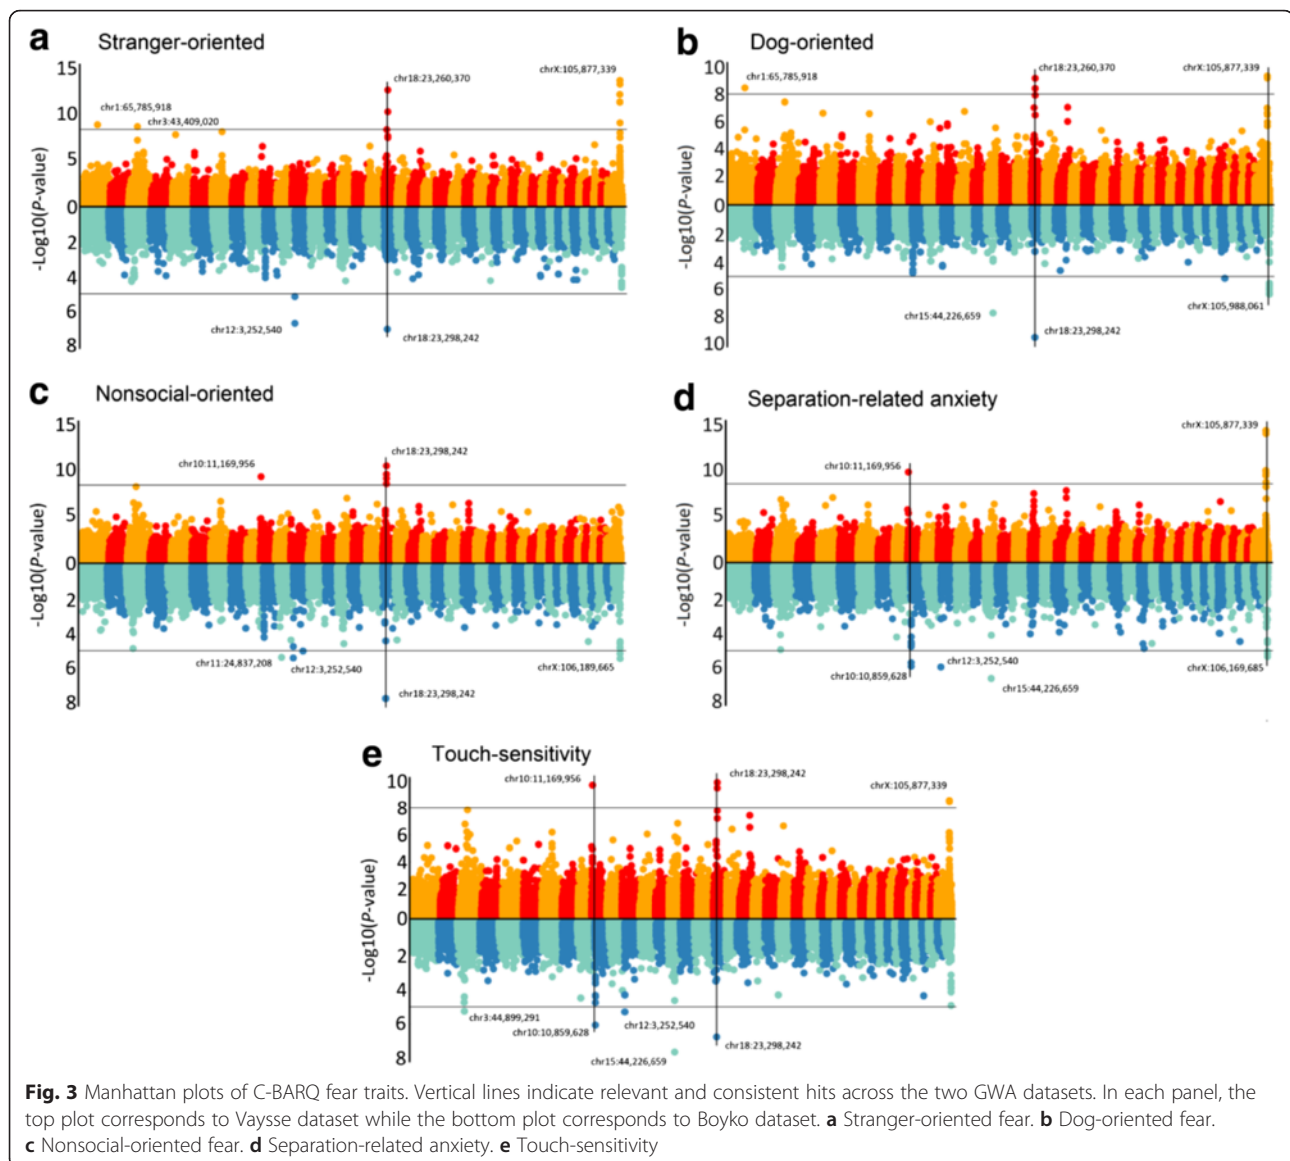 a Stranger-oriented
15
10
5
0
2
4
6
8
-Log10(P-value)
chr1:65,785,918
chr3:43,409,020
chr18:23,260,370
chrX:105,877,339
chr12:3,252,540
chr18:23,298,242
b Dog-oriented
10
8
6
4
2
0
2
4
6
8
10
-Log10(P-value)
chr1:65,785,918
chr18:23,260,370
chrX:105,877,339
chr15:44,226,659
chr18:23,298,242
chrX:105,988,061
c Nonsocial-oriented
15
10
5
0
2
4
6
8
-Log10(P-value)
chr10:11,169,956
chr18:23,298,242
chr11:24,837,208
chr12:3,252,540
chr18:23,298,242
chrX:106,189,665
d Separation-related anxiety
15
10
5
0
2
4
6
8
-Log10(P-value)
chr10:11,169,956
chrX:105,877,339
chr10:10,859,628
chr12:3,252,540
chr15:44,226,659
chrX:106,169,685
e Touch-sensitivity
10
8
6
4
2
0
2
4
6
8
-Log10(P-value)
chr10:11,169,956
chr18:23,298,242
chrX:105,877,339
chr3:44,899,291
chr10:10,859,628
chr12:3,252,540
chr15:44,226,659
chr18:23,298,242
Fig. 3 Manhattan plots of C-BARQ fear traits. Vertical lines indicate relevant and consistent hits across the two GWA datasets. In each panel, the
top plot corresponds to Vaysse dataset while the bottom plot corresponds to Boyko dataset. a Stranger-oriented fear. b Dog-oriented fear.
c Nonsocial-oriented fear. d Separation-related anxiety. e Touch-sensitivity